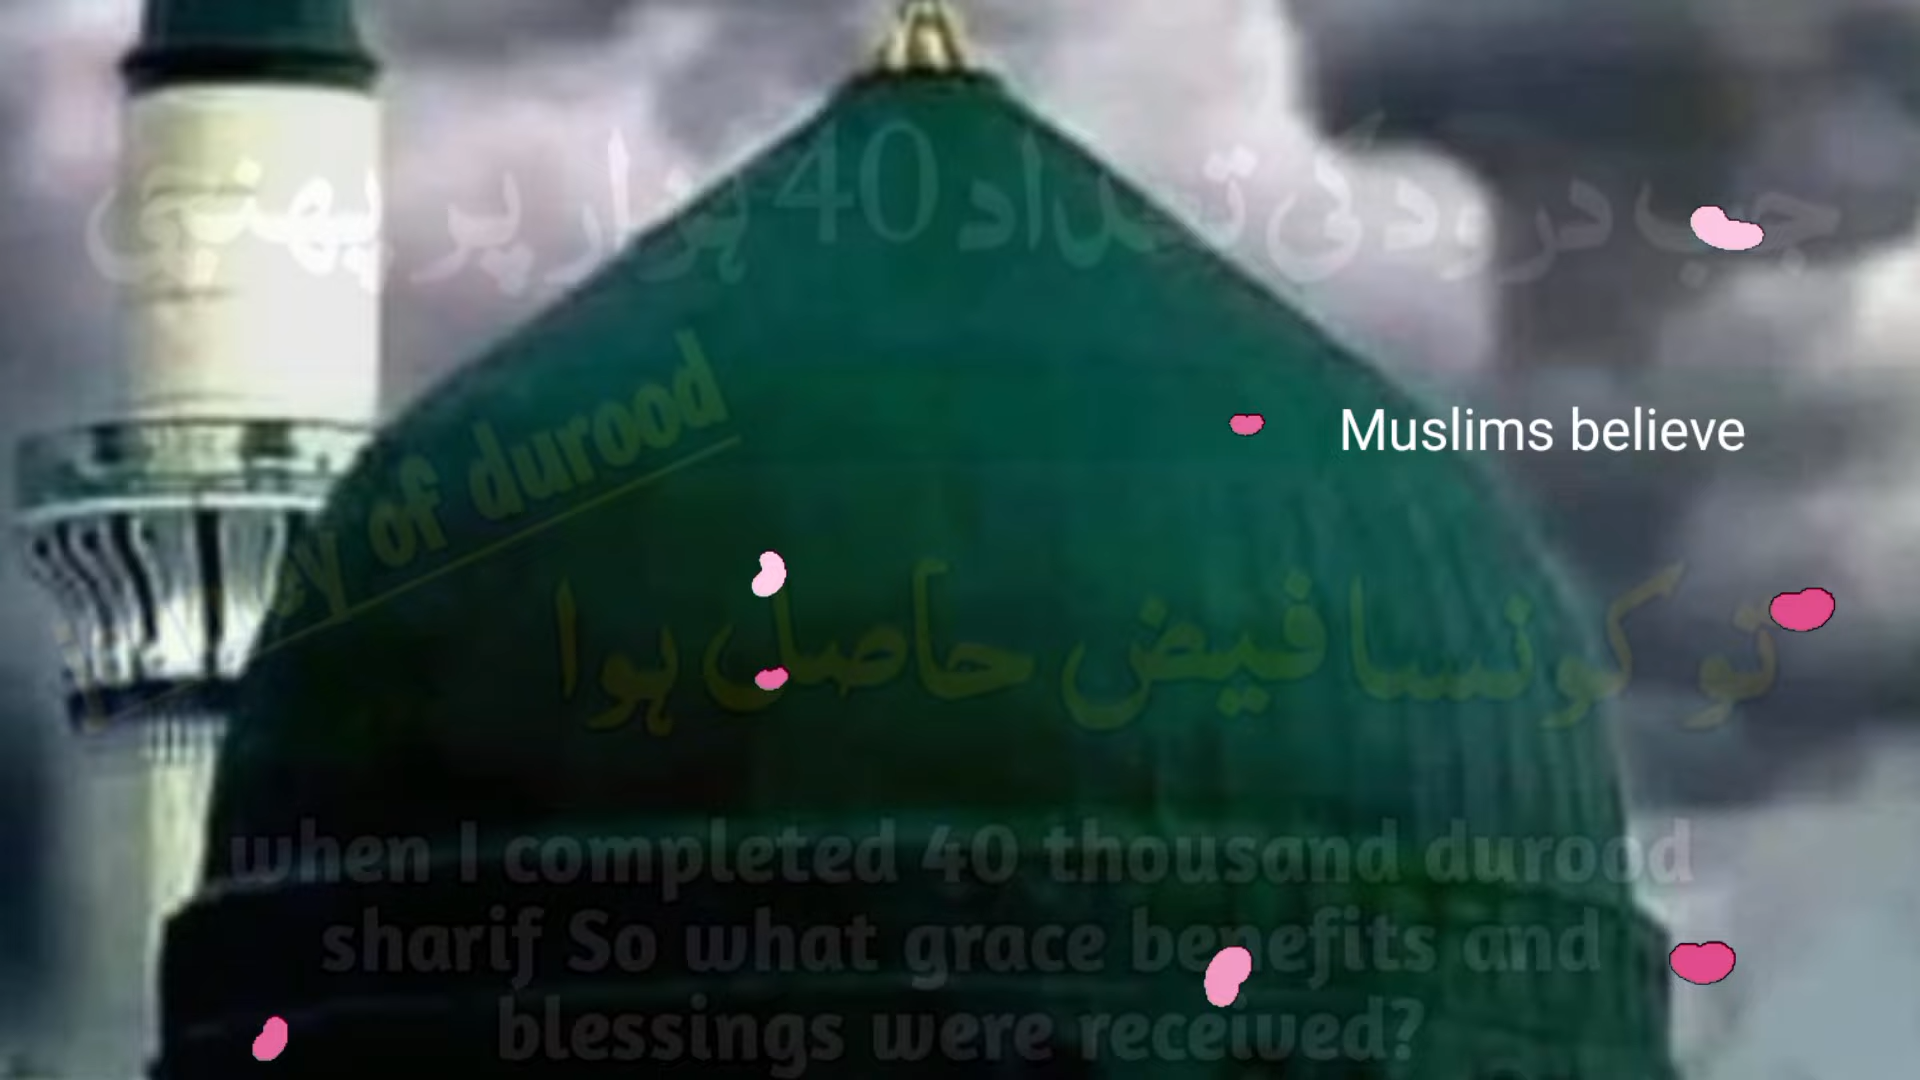 جب درود کی تعداد 40 ہزار پر پهنہی
of durood
Muslims believe
تو کونسا فیض حاصل ہوا
when I completed 40 thousand durood
sharif So what grace benefits and
blessings were received?